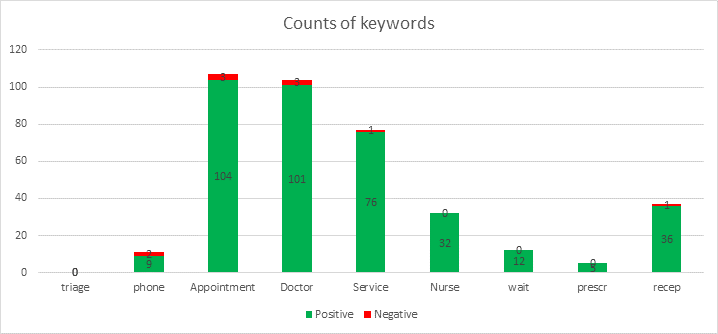 Counts of keywords
120
100
80
60
40
20
0
3 3 1 0 0 0 1
0 2 9 104 101 76 32 12 5 36
triage phone Appointment Doctor Service Nurse wait prescr recep
Positive Negative